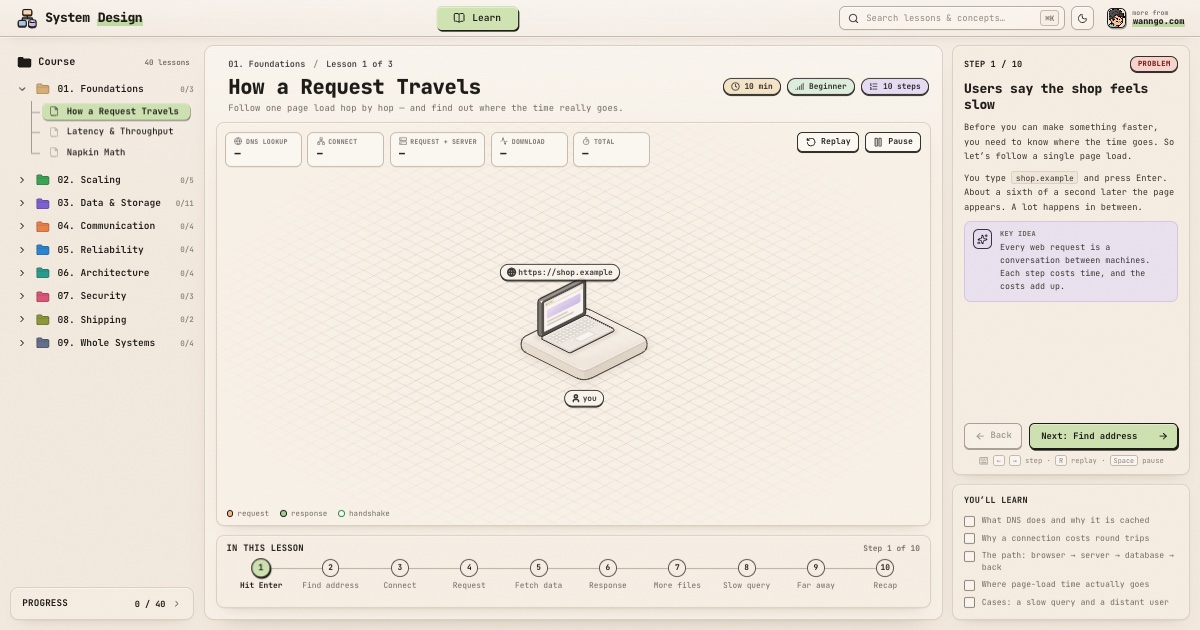 System Design
Learn
Search lessons & concepts…
⌘K
more from
wanngo.com
Course
40 lessons
01. Foundations
0/3
How a Request Travels
Latency & Throughput
Napkin Math
02. Scaling
0/5
03. Data & Storage
0/11
04. Communication
0/4
05. Reliability
0/4
06. Architecture
0/4
07. Security
0/3
08. Shipping
0/2
09. Whole Systems
0/4
PROGRESS
0 / 40
01. Foundations / Lesson 1 of 3
How a Request Travels
Follow one page load hop by hop — and find out where the time really goes.
10 min
Beginner
10 steps
DNS LOOKUP
–
CONNECT
–
REQUEST + SERVER
–
DOWNLOAD
–
TOTAL
–
Replay
Pause
https://shop.example
you
request
response
handshake
IN THIS LESSON
Step 1 of 10
1
2
3
4
5
6
7
8
9
10
Hit Enter
Find address
Connect
Request
Fetch data
Response
More files
Slow query
Far away
Recap
STEP 1 / 10
PROBLEM
Users say the shop feels
slow
Before you can make something faster,
you need to know where the time goes. So
let's follow a single page load.
You type shop.example and press Enter.
About a sixth of a second later the page
appears. A lot happens in between.
KEY IDEA
Every web request is a
conversation between machines.
Each step costs time, and the
costs add up.
← Back
Next: Find address →
← → step · R replay · Space pause
YOU'LL LEARN
What DNS does and why it is cached
Why a connection costs round trips
The path: browser → server → database →
back
Where page-load time actually goes
Cases: a slow query and a distant user